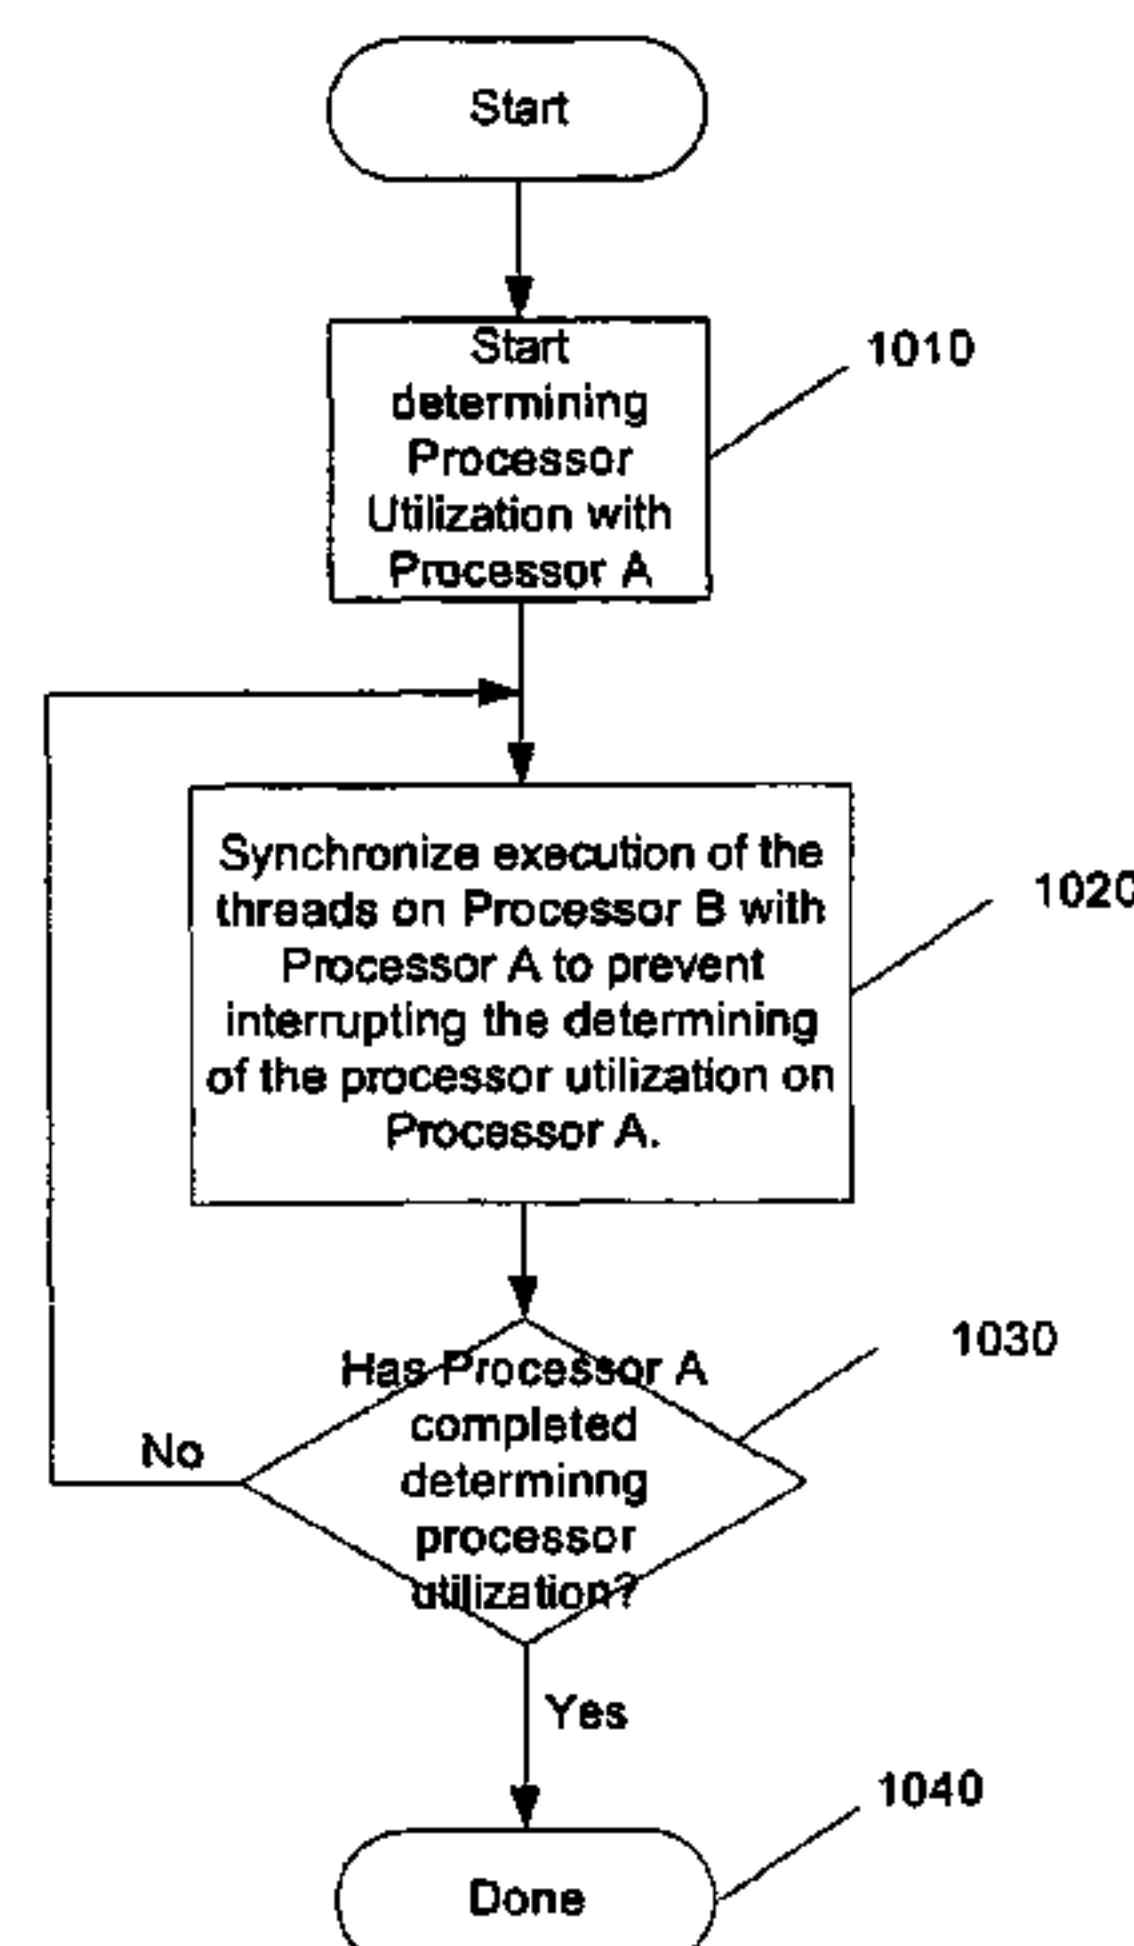 Start
Start
determining
Processor
Utilization with
Processor A
1010
Synchronize execution of the
threads on Processor B with
Processor A to prevent
interrupting the determining
of the processor utilization on
Processor A.
1020
Has Processor A
completed
determinng
processor
utilization?
1030
No
Yes
1040
Done